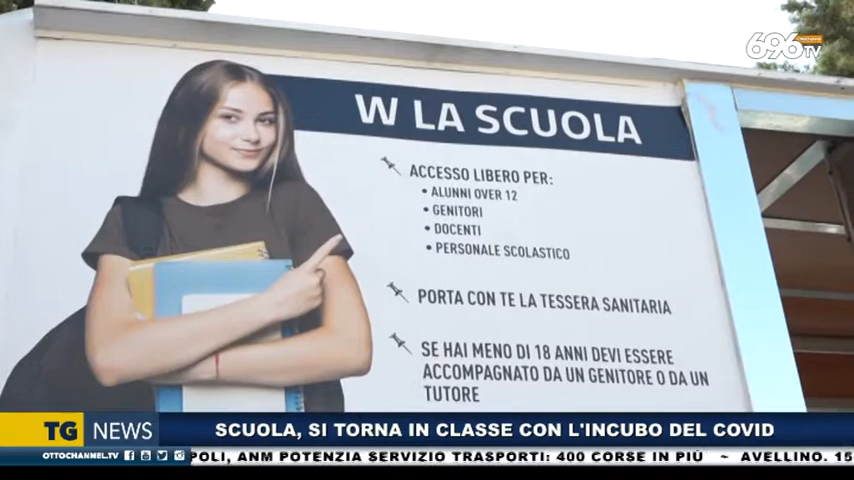 696 TV
W LA SCUOLA
ACCESSO LIBERO PER:
• ALUNNI OVER 12
• GENITORI
• DOCENTI
• PERSONALE SCOLASTICO
PORTA CON TE LA TESSERA SANITARIA
SE HAI MENO DI 18 ANNI DEVI ESSERE
ACCOMPAGNATO DA UN GENITORE O DA UN
TUTORE
TG NEWS
SCUOLA, SI TORNA IN CLASSE CON L'INCUBO DEL COVID
OTTOCHANNEL.TV
POLI, ANM POTENZIA SERVIZIO TRASPORTI: 400 CORSE IN PIÙ ~ AVELLINO. 15